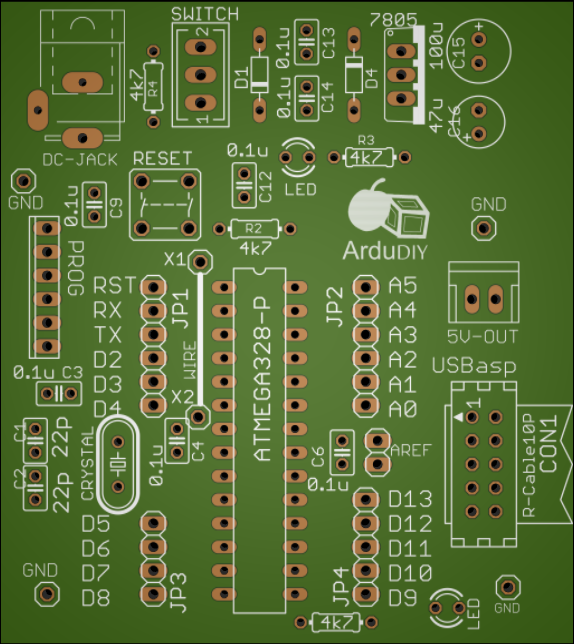 SWITCH
7805
2
1
0.1u
C13
0.1u
C14
D1
D4
100u
C15
+
47u
C16
+
4k7
R4
DC-JACK
RESET
0.1u
C12
LED
R3
4k7
GND
0.1u
C9
R2
4k7
ArduDIY
GND
PROG
X1
RST
RX
TX
D2
D3
D4
JP1
WIRE
X2
ATMEGA328-P
JP2
A5
A4
A3
A2
A1
A0
5V-OUT
USBasp
1
R-Cable10P
CON1
0.1u
C3
C1
22p
C2
22p
CRYSTAL
0.1u
C4
C6
0.1u
AREF
D5
D6
D7
D8
JP3
D13
D12
D11
D10
D9
JP4
GND
4k7
LED
GND